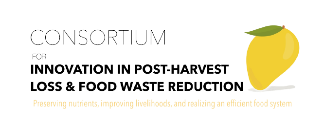 CONSORTIUM
FOR
INNOVATION IN POST-HARVEST
LOSS & FOOD WASTE REDUCTION
Preserving nutrients, improving livelihoods, and realizing an efficient food system